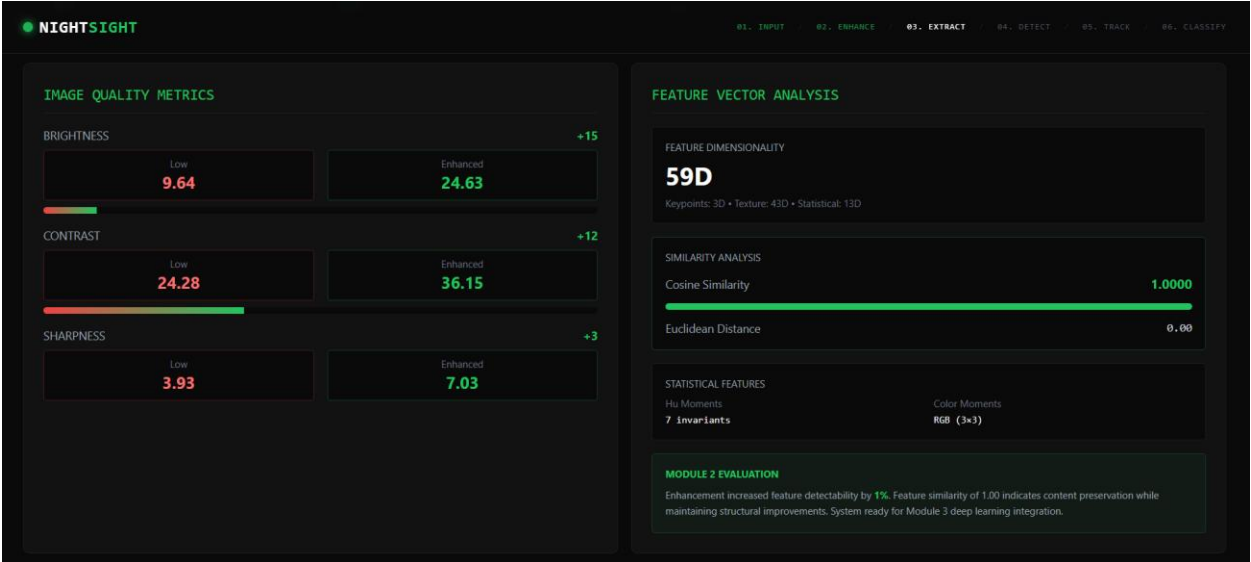 NIGHTSIGHT
01. INPUT / 02. ENHANCE / 03. EXTRACT / 04. DETECT / 05. TRACK / 06. CLASSIFY
IMAGE QUALITY METRICS
BRIGHTNESS +15
Low Enhanced
9.64 24.63
CONTRAST +12
Low Enhanced
24.28 36.15
SHARPNESS +3
Low Enhanced
3.93 7.03
FEATURE VECTOR ANALYSIS
FEATURE DIMENSIONALITY
59D
Keypoints: 3D • Texture: 43D • Statistical: 13D
SIMILARITY ANALYSIS
Cosine Similarity 1.0000
Euclidean Distance 0.00
STATISTICAL FEATURES
Hu Moments Color Moments
7 invariants RGB (3×3)
MODULE 2 EVALUATION
Enhancement increased feature detectability by 1%. Feature similarity of 1.00 indicates content preservation while
maintaining structural improvements. System ready for Module 3 deep learning integration.